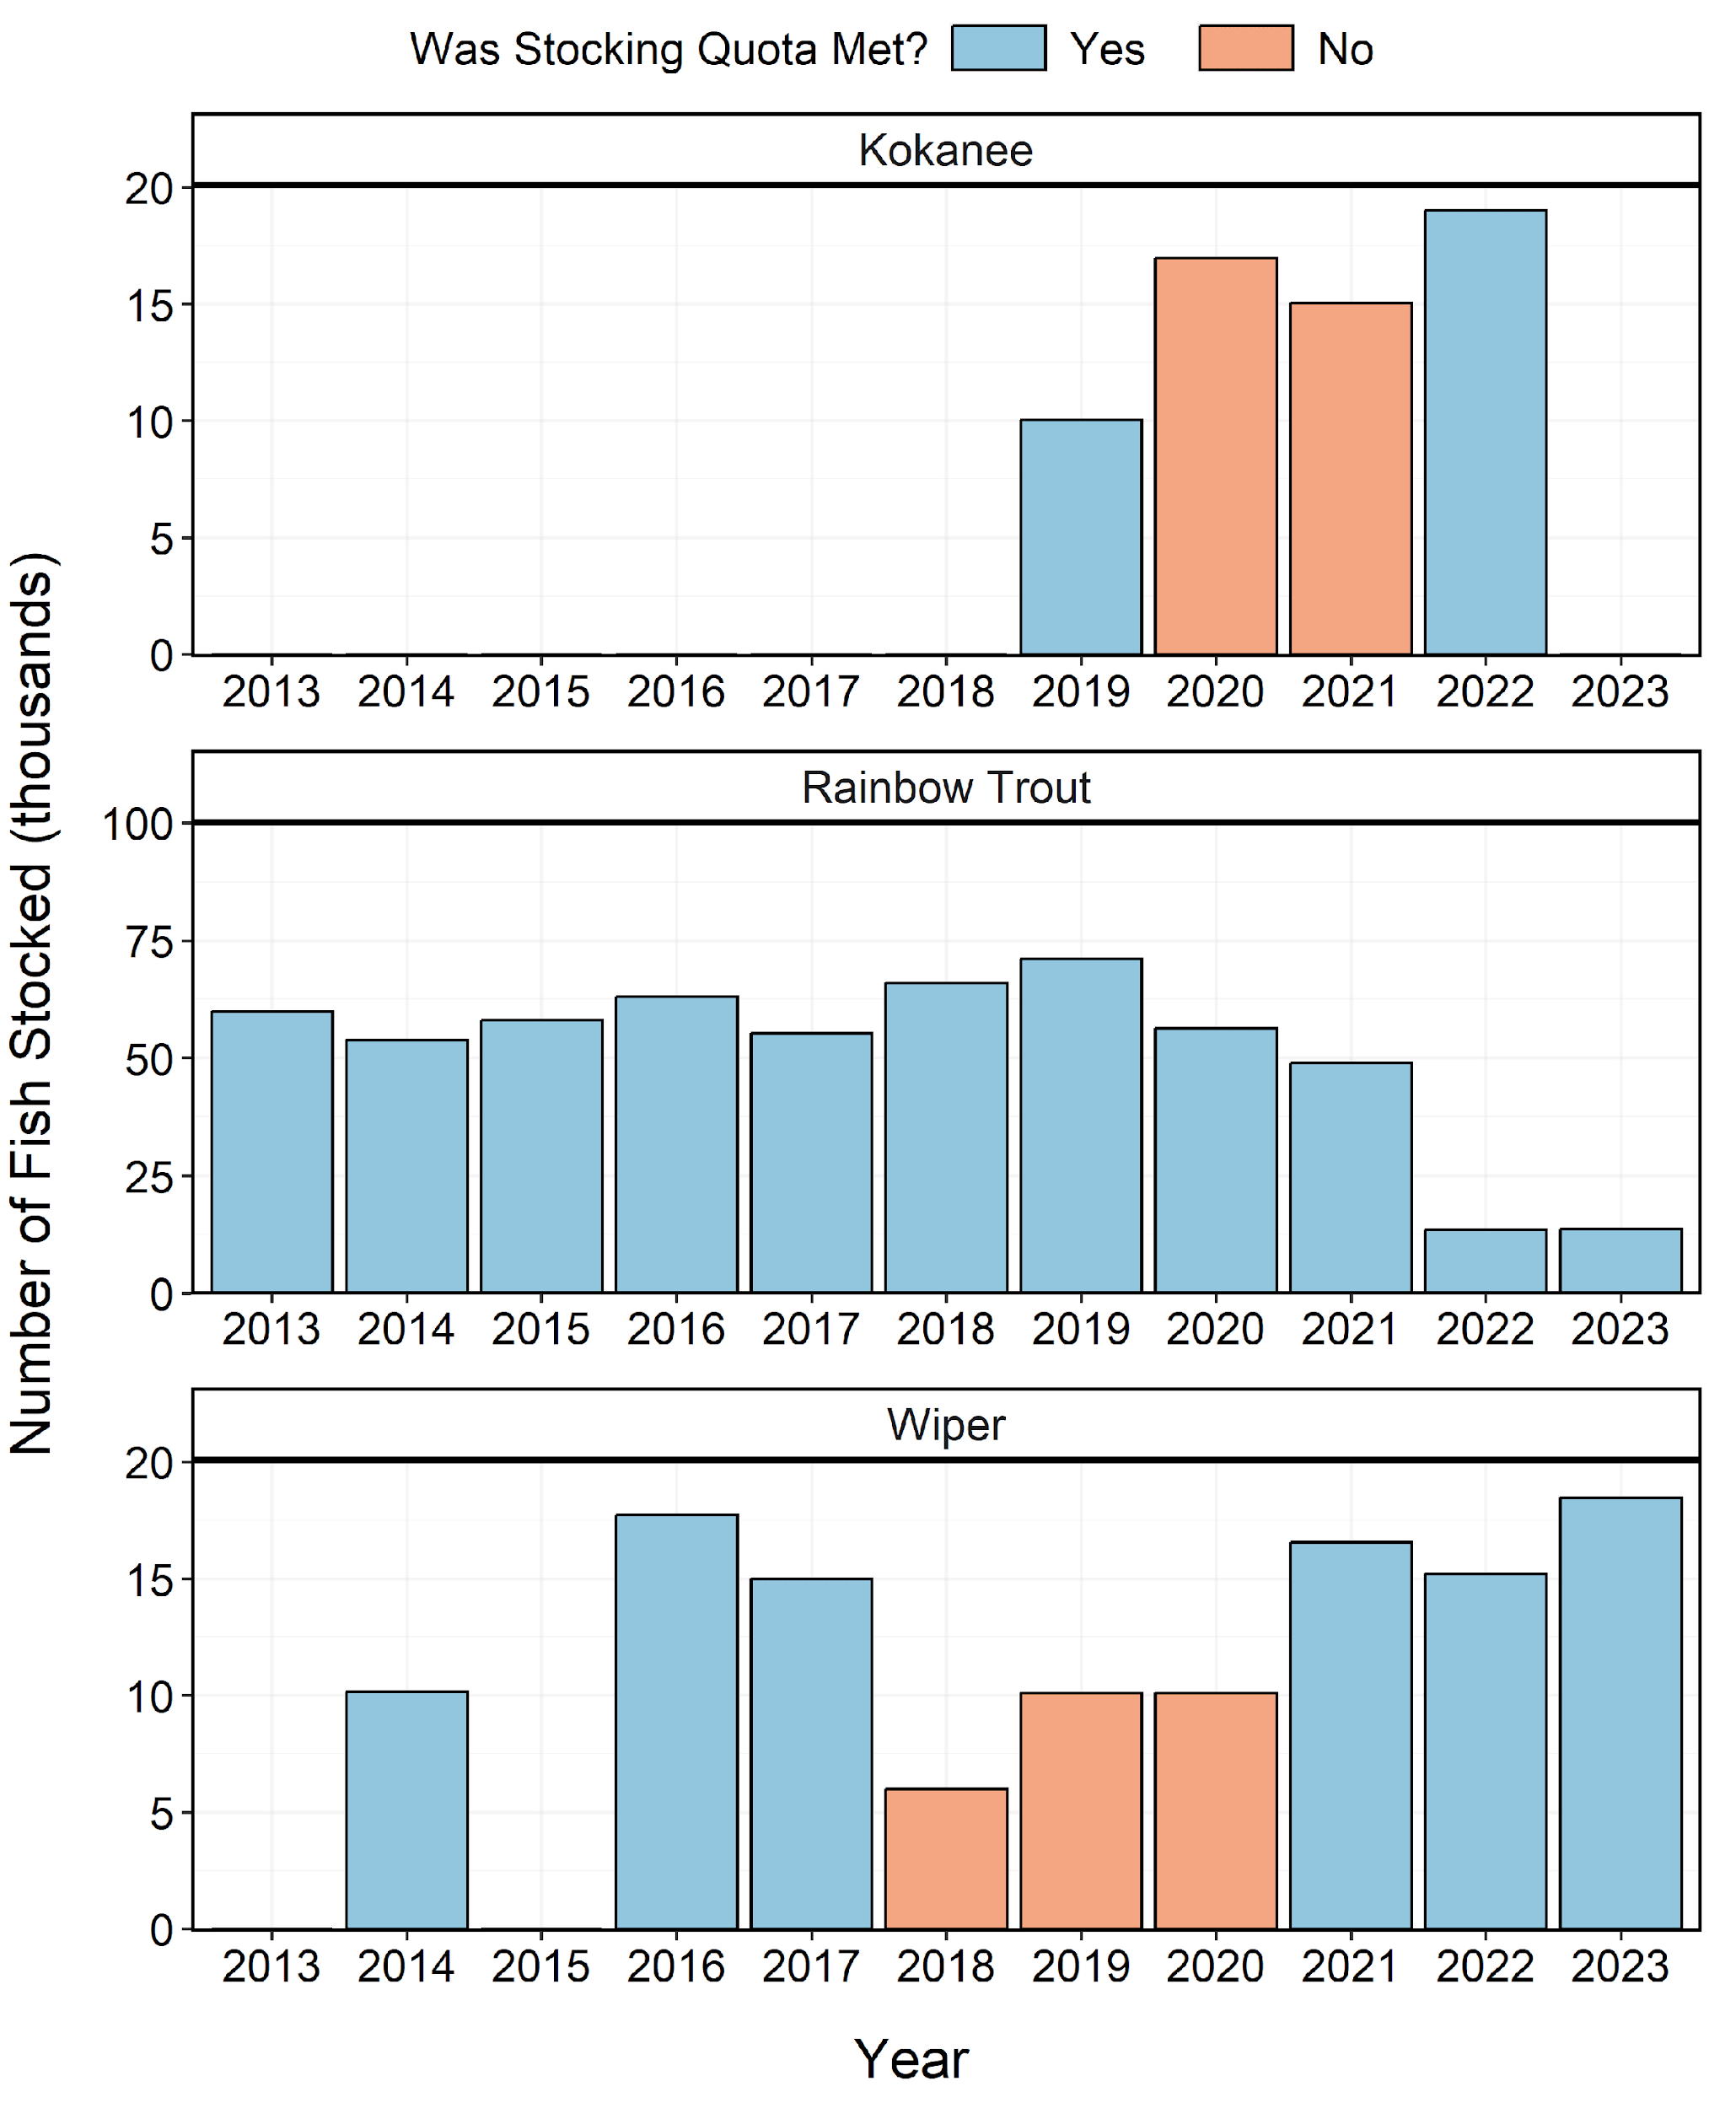 Was Stocking Quota Met? Yes No
Kokanee
20
15
10
5
0
2013 2014 2015 2016 2017 2018 2019 2020 2021 2022 2023
Rainbow Trout
100
75
50
25
0
2013 2014 2015 2016 2017 2018 2019 2020 2021 2022 2023
Wiper
20
15
10
5
0
2013 2014 2015 2016 2017 2018 2019 2020 2021 2022 2023
Number of Fish Stocked (thousands)
Year